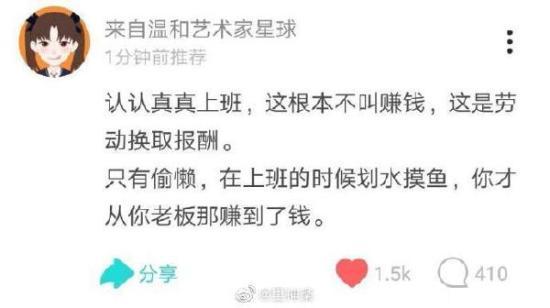 来自温和艺术家星球
1分钟前推荐
认认真真上班，这根本不叫赚钱，这是劳
动换取报酬。
只有偷懒，在上班的时候划水摸鱼，你才
从你老板那赚到了钱。
分享
1.5k
410